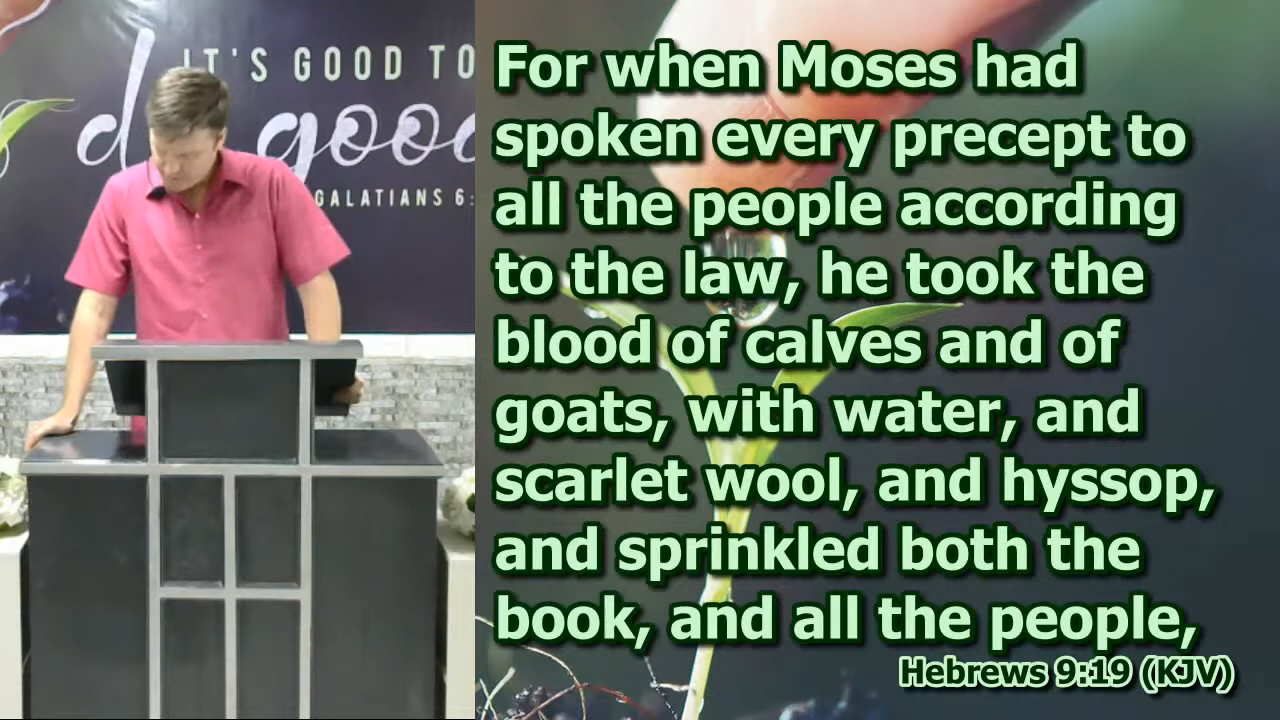 IT'S GOOD TO
do good
GALATIANS 6:
For when Moses had
spoken every precept to
all the people according
to the law, he took the
blood of calves and of
goats, with water, and
scarlet wool, and hyssop,
and sprinkled both the
book, and all the people,
Hebrews 9:19 (KJV)